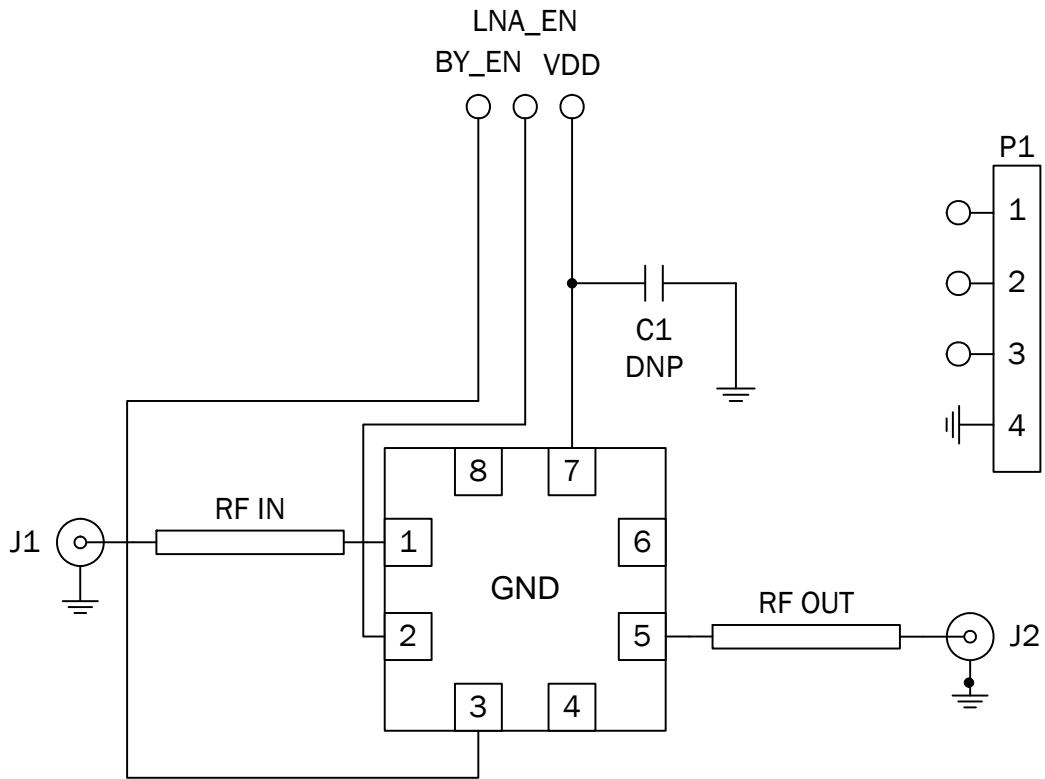 LNA_EN
BY_EN VDD
P1
1
2
3
4
C1
DNP
8 7
RF IN
J1
1 6
GND
RF OUT
2 5
J2
3 4